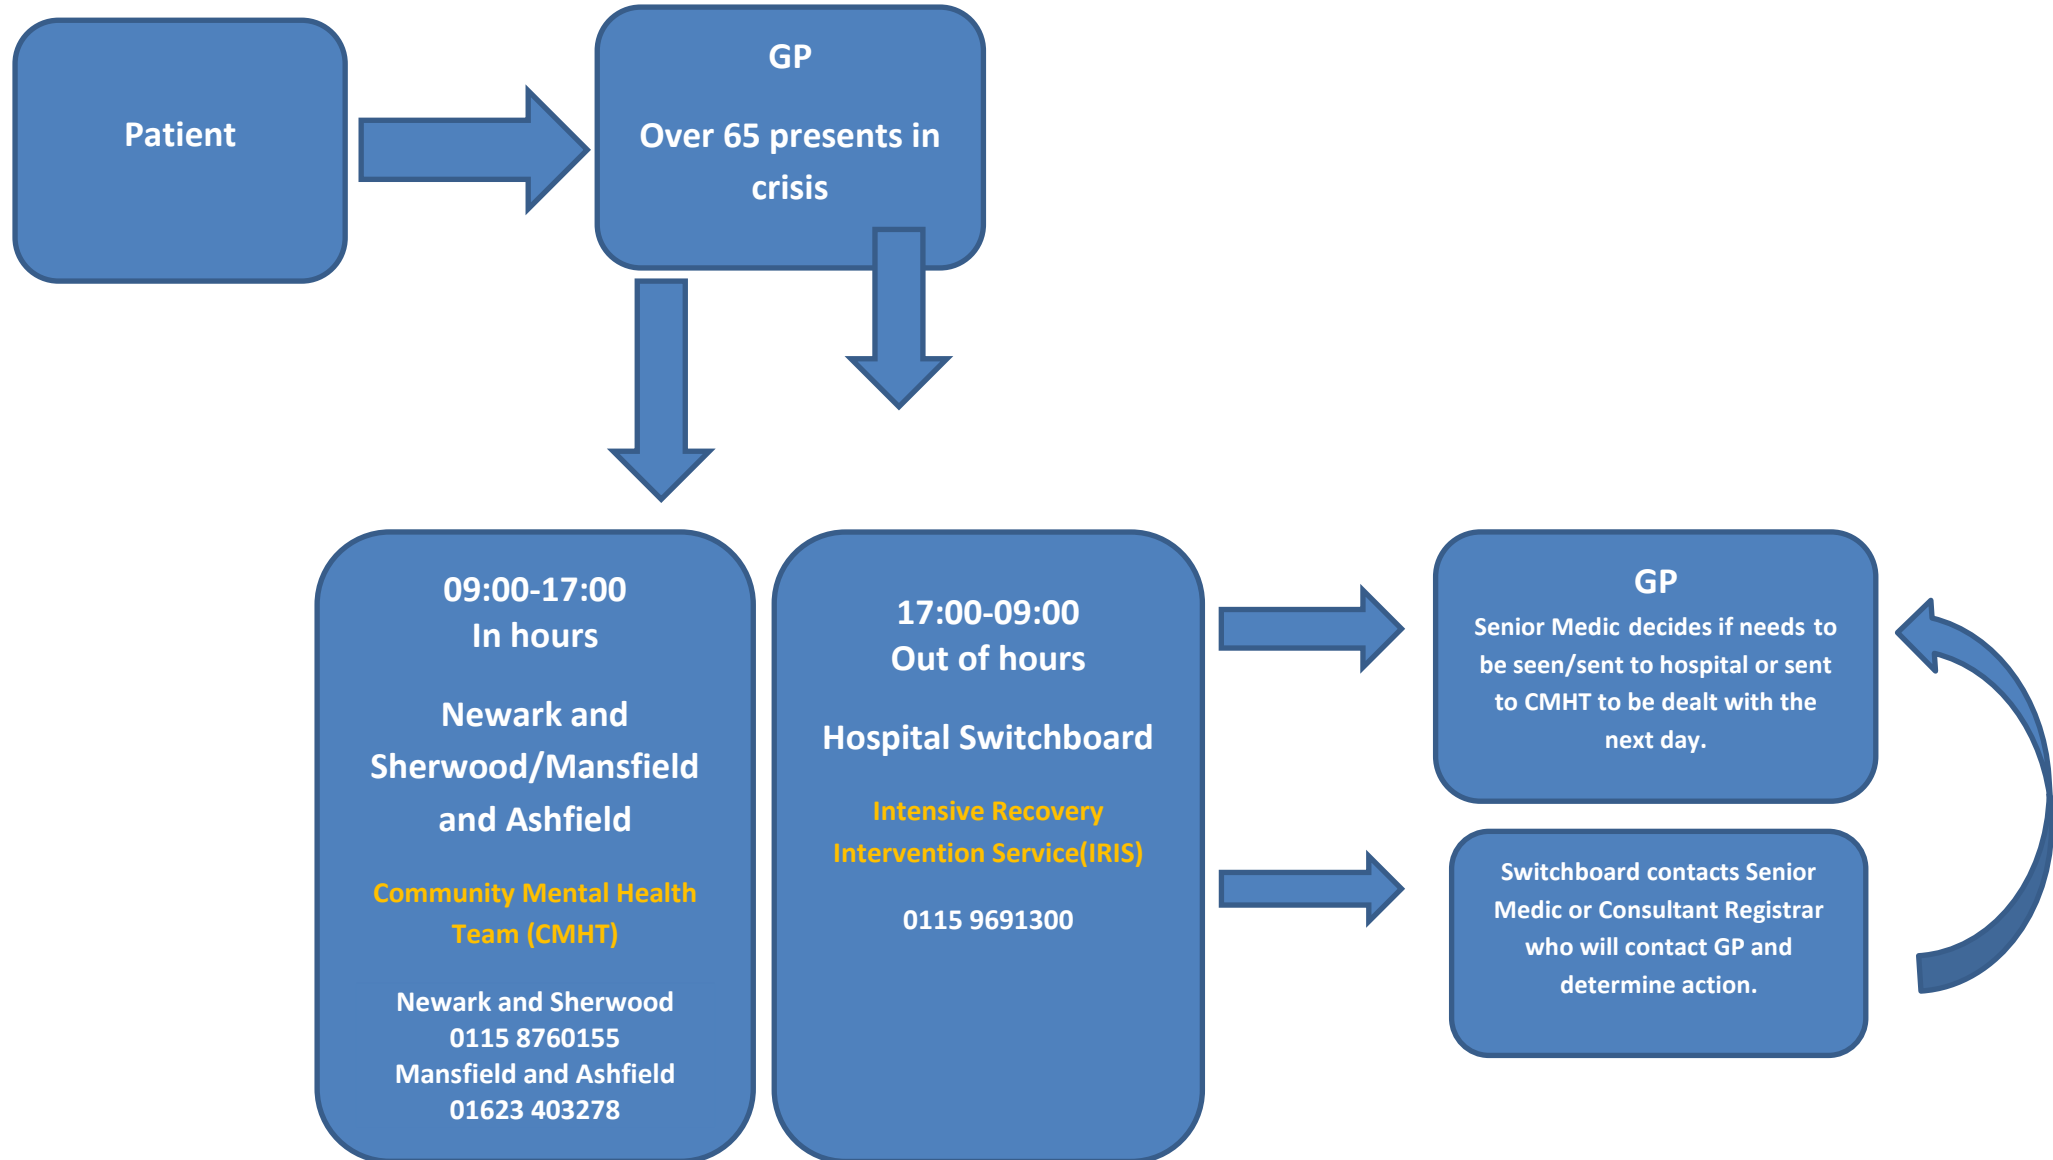 Patient
GP
Over 65 presents in
crisis
09:00-17:00
In hours
Newark and
Sherwood/Mansfield
and Ashfield
Community Mental Health
Team (CMHT)
Newark and Sherwood
0115 8760155
Mansfield and Ashfield
01623 403278
17:00-09:00
Out of hours
Hospital Switchboard
Intensive Recovery
Intervention Service(IRIS)
0115 9691300
GP
Senior Medic decides if needs to
be seen/sent to hospital or sent
to CMHT to be dealt with the
next day.
Switchboard contacts Senior
Medic or Consultant Registrar
who will contact GP and
determine action.